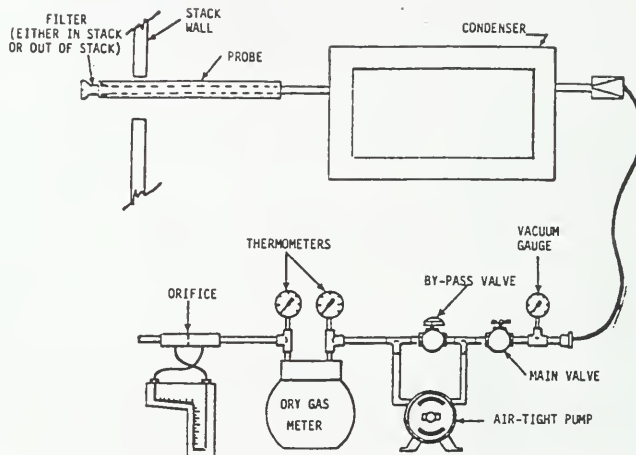 FILTER
(EITHER IN STACK
OR OUT OF STACK)
STACK
WALL
PROBE
CONDENSER
THERMOMETERS
ORIFICE
VACUUM
GAUGE
BY-PASS VALVE
MAIN VALVE
DRY GAS
METER
AIR-TIGHT PUMP